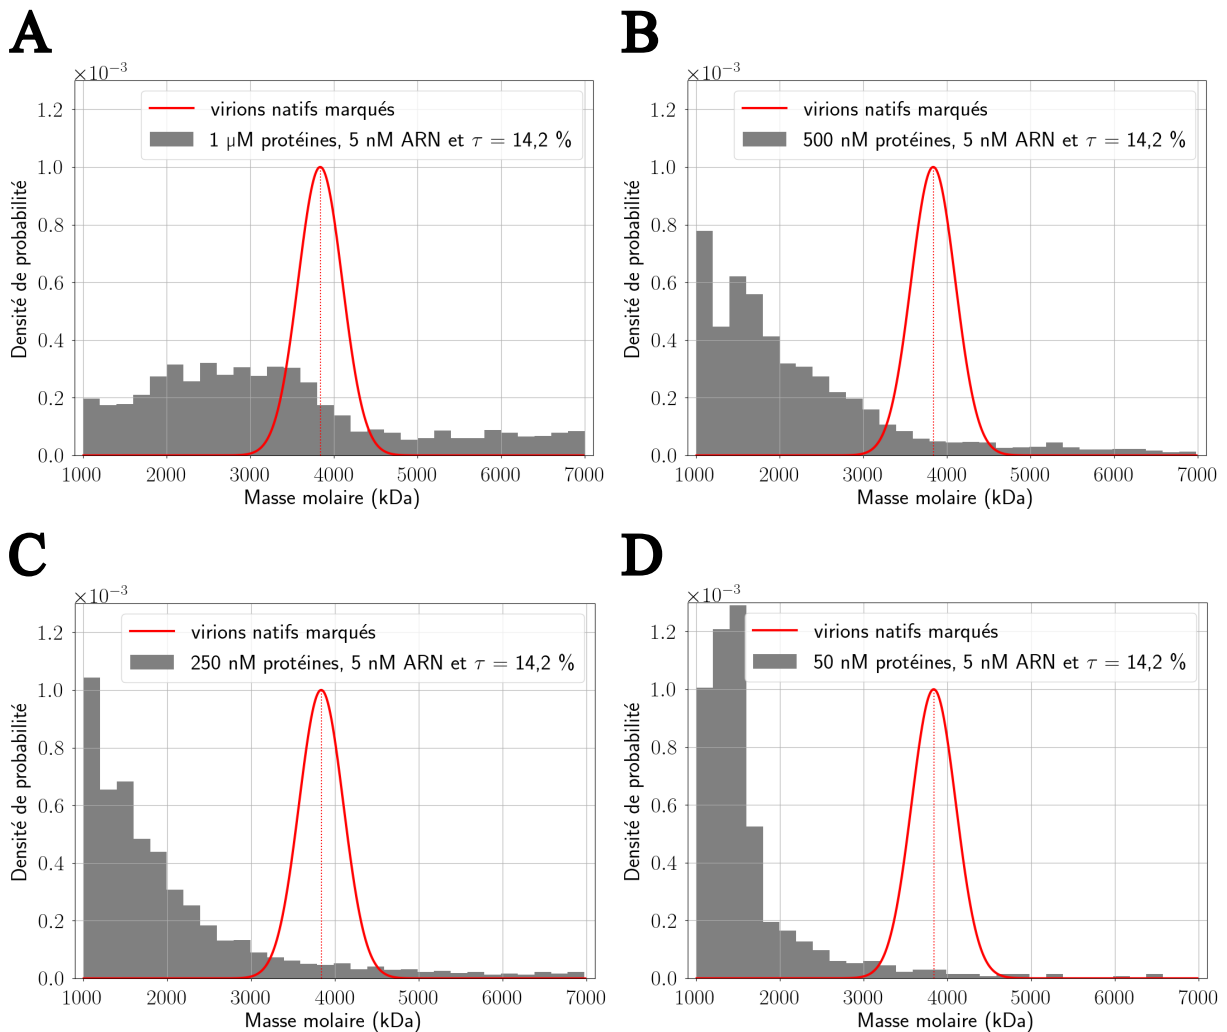 A
×10⁻³
virions natifs marqués
1 µM protéines, 5 nM ARN et τ = 14,2 %
Densité de probabilité
1.2
1.0
0.8
0.6
0.4
0.2
0.0
1000 2000 3000 4000 5000 6000 7000
Masse molaire (kDa)
B
×10⁻³
virions natifs marqués
500 nM protéines, 5 nM ARN et τ = 14,2 %
Densité de probabilité
1.2
1.0
0.8
0.6
0.4
0.2
0.0
1000 2000 3000 4000 5000 6000 7000
Masse molaire (kDa)
C
×10⁻³
virions natifs marqués
250 nM protéines, 5 nM ARN et τ = 14,2 %
Densité de probabilité
1.2
1.0
0.8
0.6
0.4
0.2
0.0
1000 2000 3000 4000 5000 6000 7000
Masse molaire (kDa)
D
×10⁻³
virions natifs marqués
50 nM protéines, 5 nM ARN et τ = 14,2 %
Densité de probabilité
1.2
1.0
0.8
0.6
0.4
0.2
0.0
1000 2000 3000 4000 5000 6000 7000
Masse molaire (kDa)